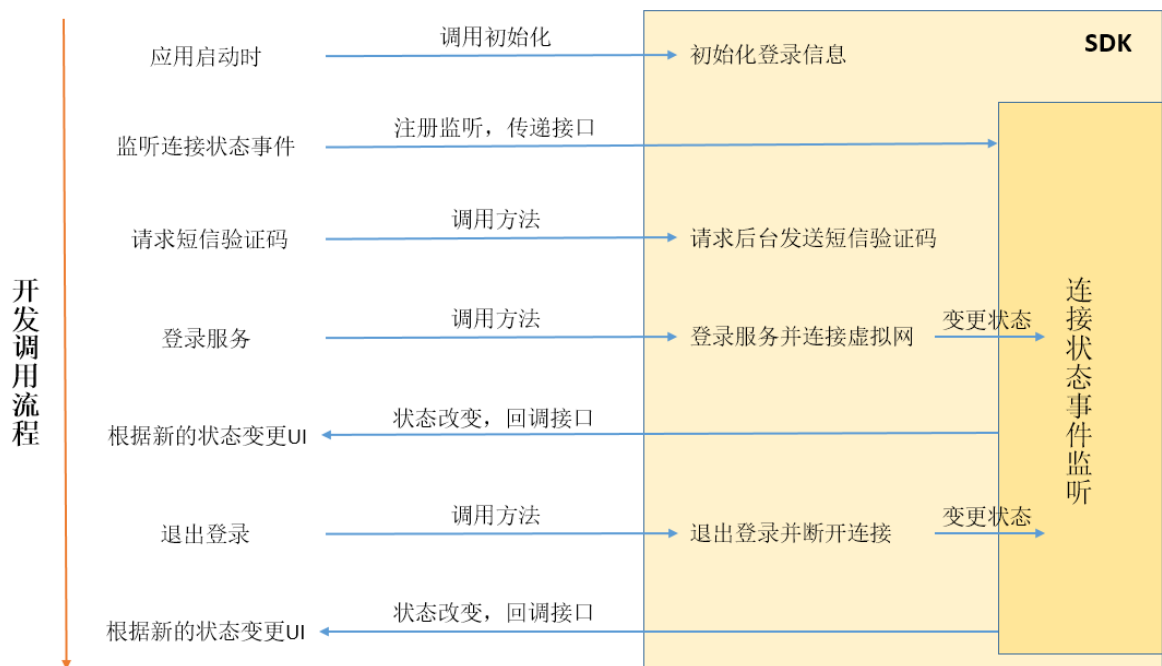 调用初始化
应用启动时
初始化登录信息
SDK
注册监听，传递接口
监听连接状态事件
调用方法
请求短信验证码
请求后台发送短信验证码
开发调用流程
调用方法
登录服务
登录服务并连接虚拟网
变更状态
连接状态事件监听
状态改变，回调接口
根据新的状态变更UI
调用方法
退出登录
退出登录并断开连接
变更状态
状态改变，回调接口
根据新的状态变更UI